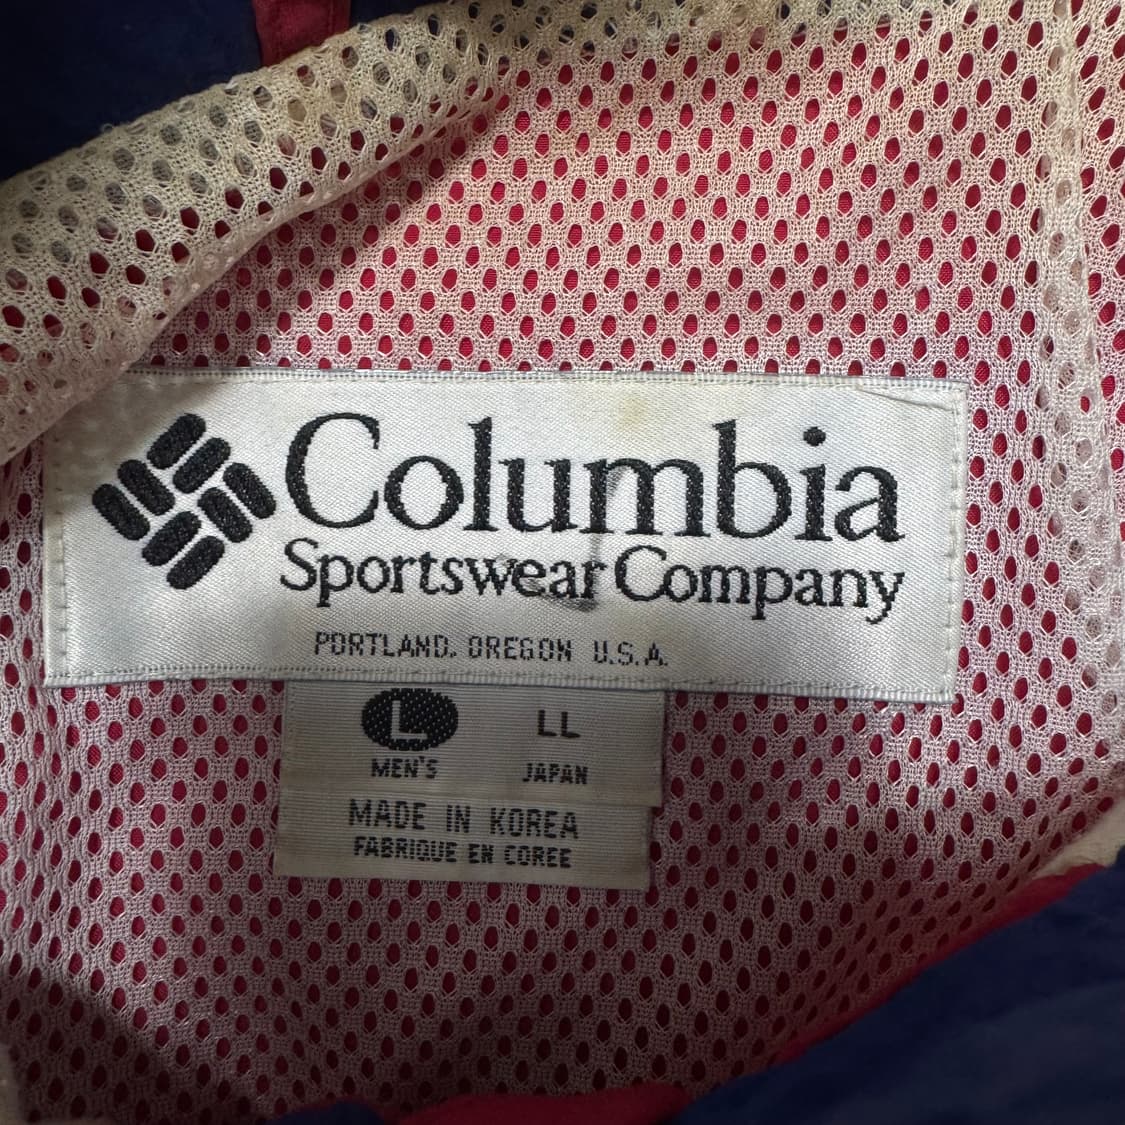 Columbia
Sportswear Company
PORTLAND. OREGON U.S.A.
L LL
MEN'S JAPAN
MADE IN KOREA
FABRIQUE EN COREE